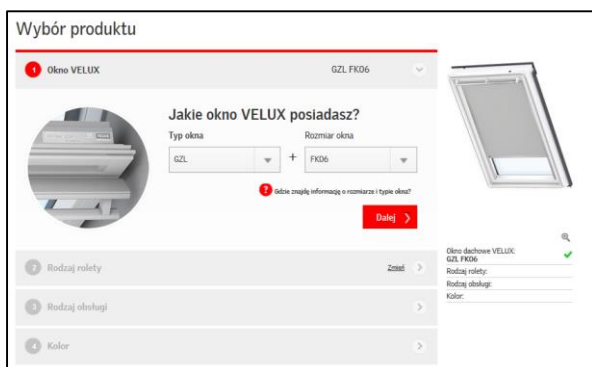 Wybór produktu
1 Okno VELUX GZL FK06
Jakie okno VELUX posiadasz?
Typ okna Rozmiar okna
GZL + FK06
? Gdzie znajdę informację o rozmiarze i typie okna?
Dalej
2 Rodzaj rolety Zmień
3 Rodzaj obsługi
4 Kolor
Okno dachowe VELUX:
GZL FK06
Rodzaj rolety:
Rodzaj obsługi:
Kolor: